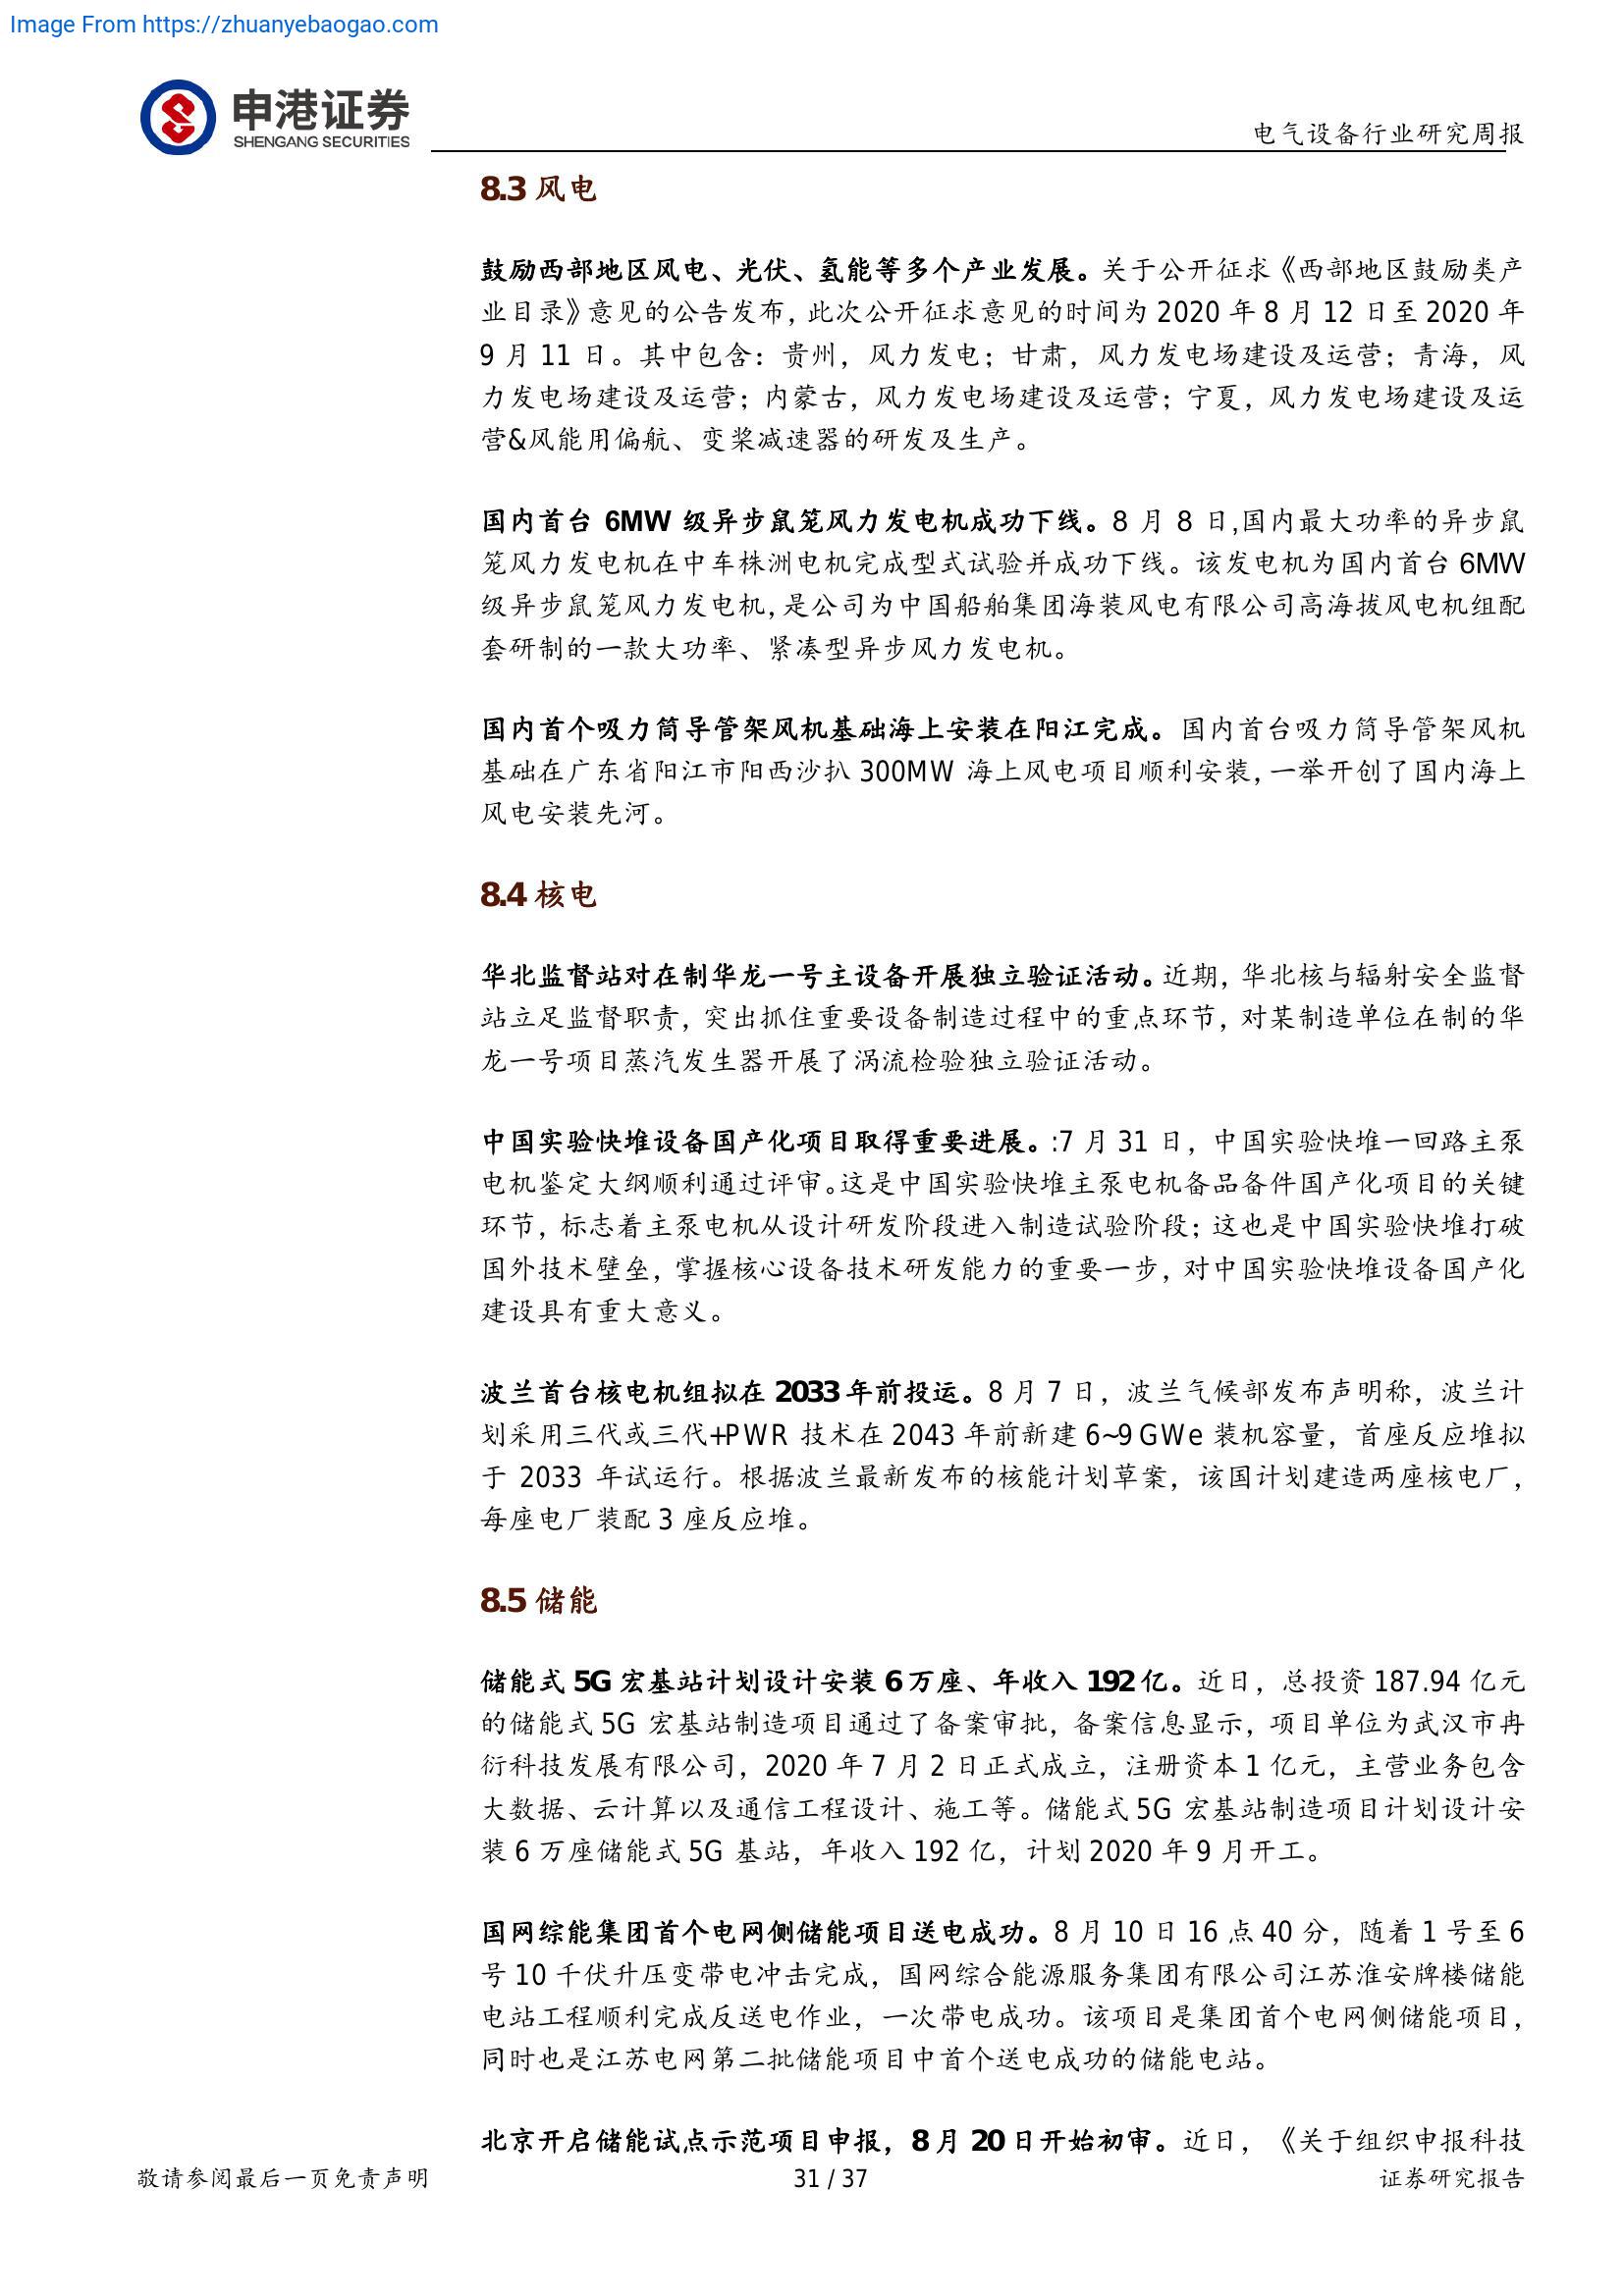 Image From https://zhuanyebaogao.com
申港证券
SHENGANG SECURITIES
电气设备行业研究周报
8.3 风电
鼓励西部地区风电、光伏、氢能等多个产业发展。关于公开征求《西部地区鼓励类产
业目录》意见的公告发布，此次公开征求意见的时间为 2020 年 8 月 12 日至 2020 年
9 月 11 日。其中包含：贵州，风力发电；甘肃，风力发电场建设及运营；青海，风
力发电场建设及运营；内蒙古，风力发电场建设及运营；宁夏，风力发电场建设及运
营&风能用偏航、变桨减速器的研发及生产。
国内首台 6MW 级异步鼠笼风力发电机成功下线。8 月 8 日,国内最大功率的异步鼠
笼风力发电机在中车株洲电机完成型式试验并成功下线。该发电机为国内首台 6MW
级异步鼠笼风力发电机，是公司为中国船舶集团海装风电有限公司高海拔风电机组配
套研制的一款大功率、紧凑型异步风力发电机。
国内首个吸力筒导管架风机基础海上安装在阳江完成。国内首台吸力筒导管架风机
基础在广东省阳江市阳西沙扒 300MW 海上风电项目顺利安装，一举开创了国内海上
风电安装先河。
8.4 核电
华北监督站对在制华龙一号主设备开展独立验证活动。近期，华北核与辐射安全监督
站立足监督职责，突出抓住重要设备制造过程中的重点环节，对某制造单位在制的华
龙一号项目蒸汽发生器开展了涡流检验独立验证活动。
中国实验快堆设备国产化项目取得重要进展。:7 月 31 日，中国实验快堆一回路主泵
电机鉴定大纲顺利通过评审。这是中国实验快堆主泵电机备品备件国产化项目的关键
环节，标志着主泵电机从设计研发阶段进入制造试验阶段；这也是中国实验快堆打破
国外技术壁垒，掌握核心设备技术研发能力的重要一步，对中国实验快堆设备国产化
建设具有重大意义。
波兰首台核电机组拟在 2033 年前投运。8 月 7 日，波兰气候部发布声明称，波兰计
划采用三代或三代+PWR 技术在 2043 年前新建 6~9 GWe 装机容量，首座反应堆拟
于 2033 年试运行。根据波兰最新发布的核能计划草案，该国计划建造两座核电厂，
每座电厂装配 3 座反应堆。
8.5 储能
储能式 5G 宏基站计划设计安装 6 万座、年收入 192 亿。近日，总投资 187.94 亿元
的储能式 5G 宏基站制造项目通过了备案审批，备案信息显示，项目单位为武汉市冉
衍科技发展有限公司，2020 年 7 月 2 日正式成立，注册资本 1 亿元，主营业务包含
大数据、云计算以及通信工程设计、施工等。储能式 5G 宏基站制造项目计划设计安
装 6 万座储能式 5G 基站，年收入 192 亿，计划 2020 年 9 月开工。
国网综能集团首个电网侧储能项目送电成功。8 月 10 日 16 点 40 分，随着 1 号至 6
号 10 千伏升压变带电冲击完成，国网综合能源服务集团有限公司江苏淮安牌楼储能
电站工程顺利完成反送电作业，一次带电成功。该项目是集团首个电网侧储能项目，
同时也是江苏电网第二批储能项目中首个送电成功的储能电站。
北京开启储能试点示范项目申报，8 月 20 日开始初审。近日，《关于组织申报科技
敬请参阅最后一页免责声明
31 / 37
证券研究报告